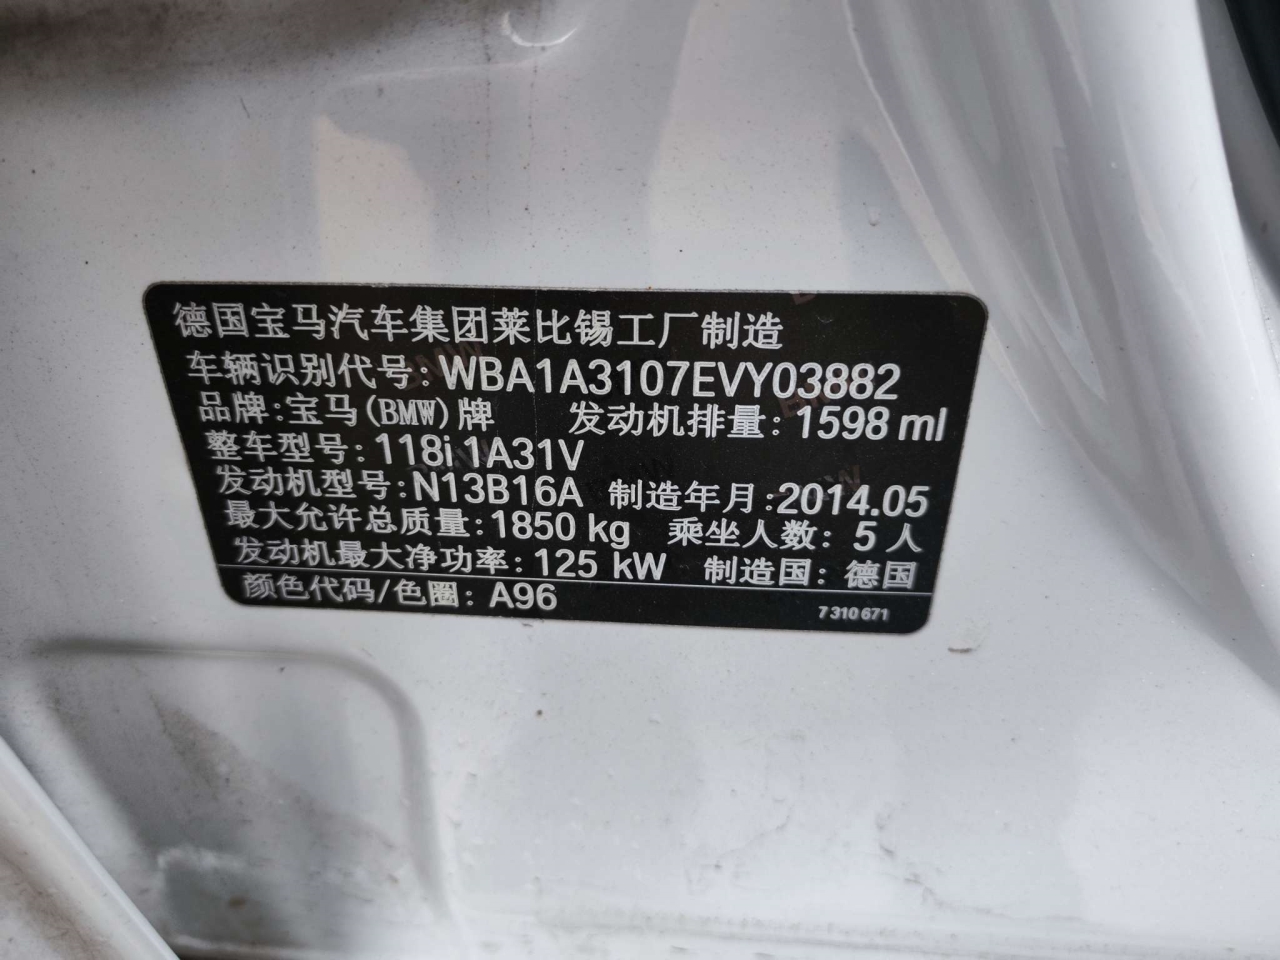 德国宝马汽车集团莱比锡工厂制造
车辆识别代号: WBA1A3107EVY03882
品牌:宝马(BMW)牌 发动机排量: 1598 ml
整车型号: 118i 1A31V
发动机型号:N13B16A 制造年月:2014.05
最大允许总质量:1850 kg 乘坐人数: 5人
发动机最大净功率: 125 kW 制造国: 德国
颜色代码/色圈: A96 7 310 671